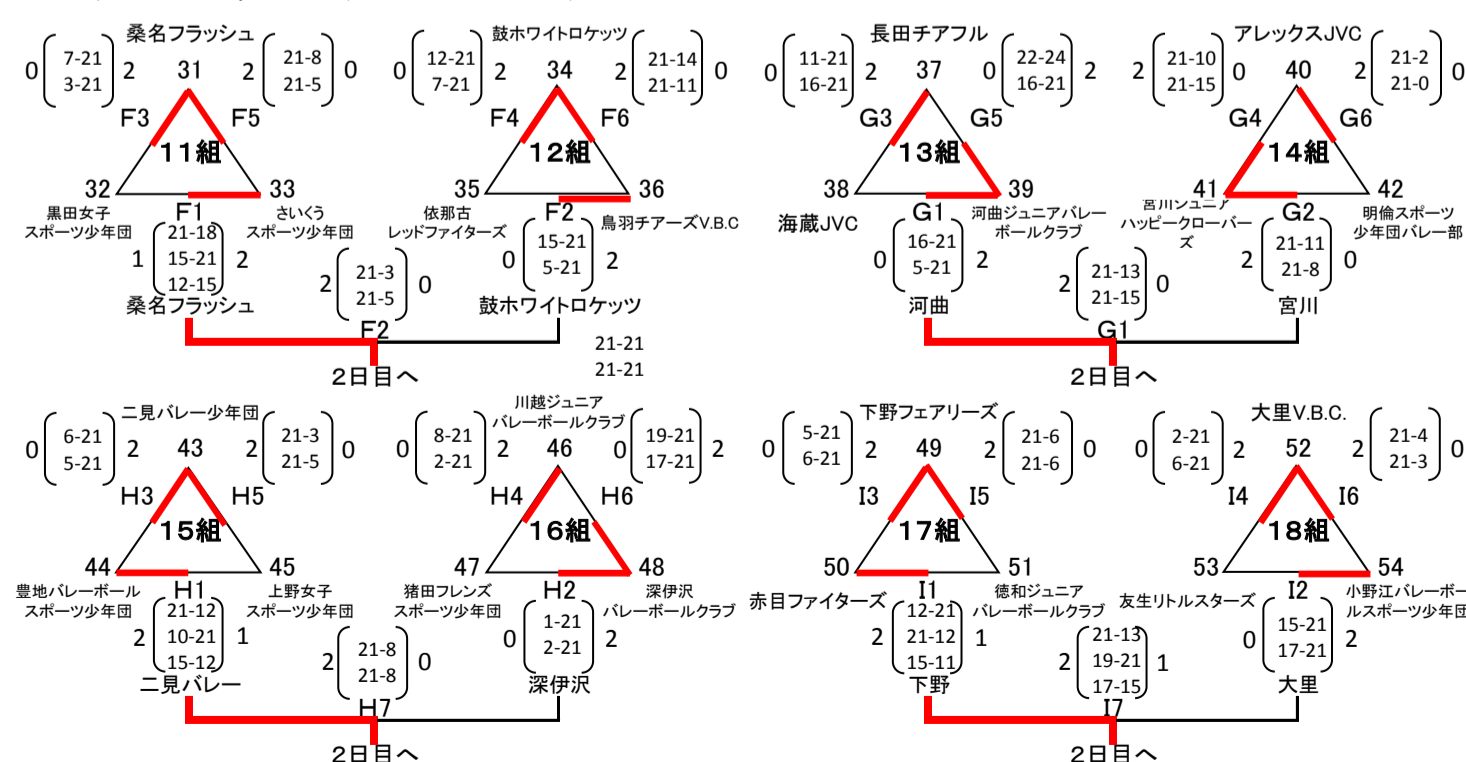 桑名フラッシュ
0 7-21 2 31 2 21-8 0
3-21 21-5
F3 F5
11組
32 33
黒田女子
スポーツ少年団
F1
さいくう
スポーツ少年団
21-18
1 15-21 2
12-15
桑名フラッシュ
鼓ホワイトロケッツ
0 12-21 2 34 2 21-14 0
7-21 21-11
F4 F6
12組
35 36
依那古
レッドファイターズ
F2
鳥羽チアーズV.B.C
0 15-21 2
5-21
鼓ホワイトロケッツ
2 21-3 0
21-5
F2
21-21
21-21
2日目へ
長田チアフル
0 11-21 2 37 0 22-24 2
16-21 16-21
G3 G5
13組
38 39
海蔵JVC
G1
河曲ジュニアバレー
ボールクラブ
0 16-21 2
5-21
河曲
アレックスJVC
2 21-10 0 40 2 21-2 0
21-15 21-0
G4 G6
14組
41 42
宮川ジュニア
ハッピークローバー
ズ
G2
明倫スポーツ
少年団バレー部
2 21-11 0
21-8
宮川
2 21-13 0
21-15
G1
2日目へ
二見バレー少年団
0 6-21 2 43 2 21-3 0
5-21 21-5
H3 H5
15組
44 45
豊地バレーボール
スポーツ少年団
H1
上野女子
スポーツ少年団
21-12
2 10-21 1
15-12
二見バレー
川越ジュニア
バレーボールクラブ
0 8-21 2 46 0 19-21 2
2-21 17-21
H4 H6
16組
47 48
猪田フレンズ
スポーツ少年団
H2
深伊沢
バレーボールクラブ
0 1-21 2
2-21
深伊沢
2 21-8 0
21-8
H7
2日目へ
下野フェアリーズ
0 5-21 2 49 2 21-6 0
6-21 21-6
I3 I5
17組
50 51
赤目ファイターズ
I1
徳和ジュニア
バレーボールクラブ
12-21
2 21-12 1
15-11
下野
大里V.B.C.
0 2-21 2 52 2 21-4 0
6-21 21-3
I4 I6
18組
53 54
友生リトルスターズ
I2
小野江バレーボー
ルスポーツ少年団
0 15-21 2
17-21
大里
21-13
2 19-21 1
17-15
I7
2日目へ